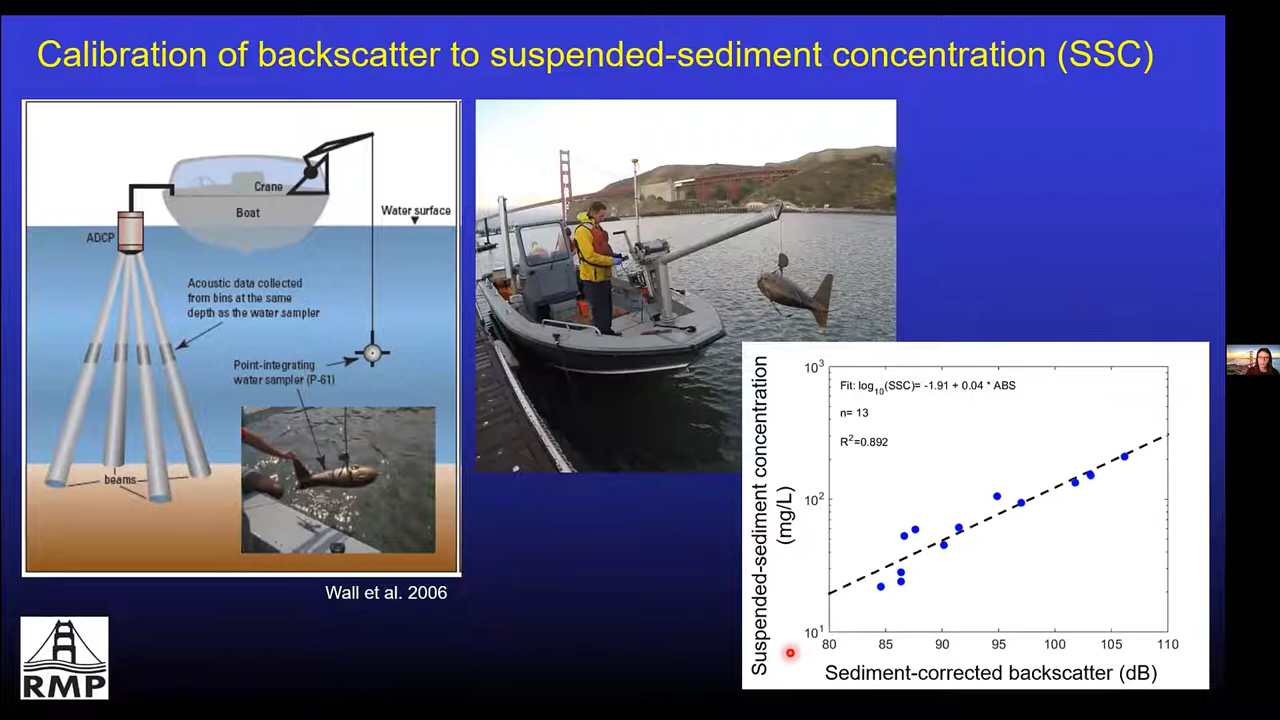 Calibration of backscatter to suspended-sediment concentration (SSC)
Crane
Boat
Water surface
ADCP
Acoustic data collected
from bins at the same
depth as the water sampler
Point-integrating
water sampler (P-61)
beams
Wall et al. 2006
RMP
Suspended-sediment concentration
(mg/L)
10³
10²
10¹
Fit: log₁₀(SSC)= -1.91 + 0.04 * ABS
n= 13
R²=0.892
80 85 90 95 100 105 110
Sediment-corrected backscatter (dB)